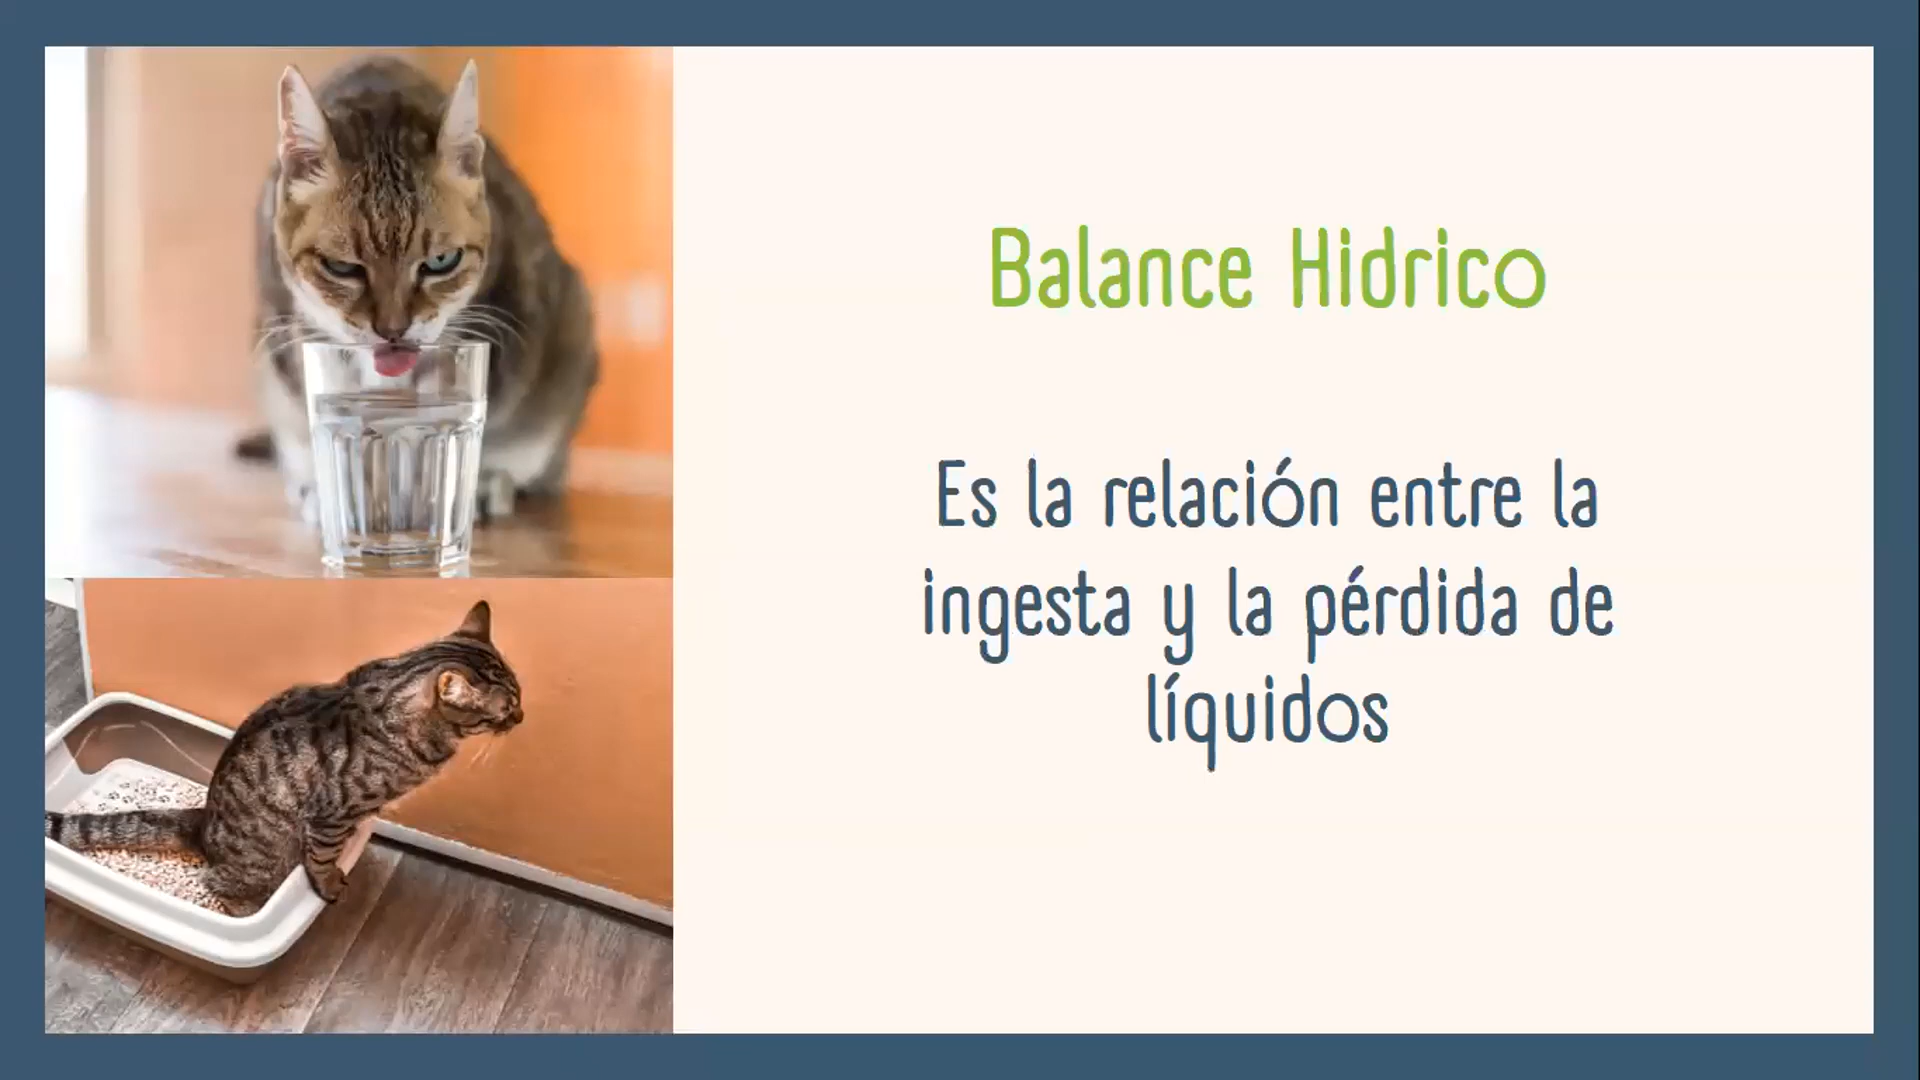 Balance Hidrico
Es la relación entre la
ingesta y la pérdida de
líquidos